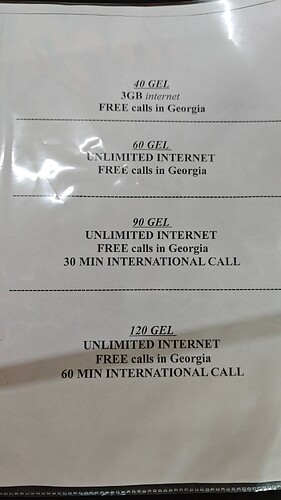 40 GEL
3GB internet
FREE calls in Georgia
60 GEL
UNLIMITED INTERNET
FREE calls in Georgia
90 GEL
UNLIMITED INTERNET
FREE calls in Georgia
30 MIN INTERNATIONAL CALL
120 GEL
UNLIMITED INTERNET
FREE calls in Georgia
60 MIN INTERNATIONAL CALL